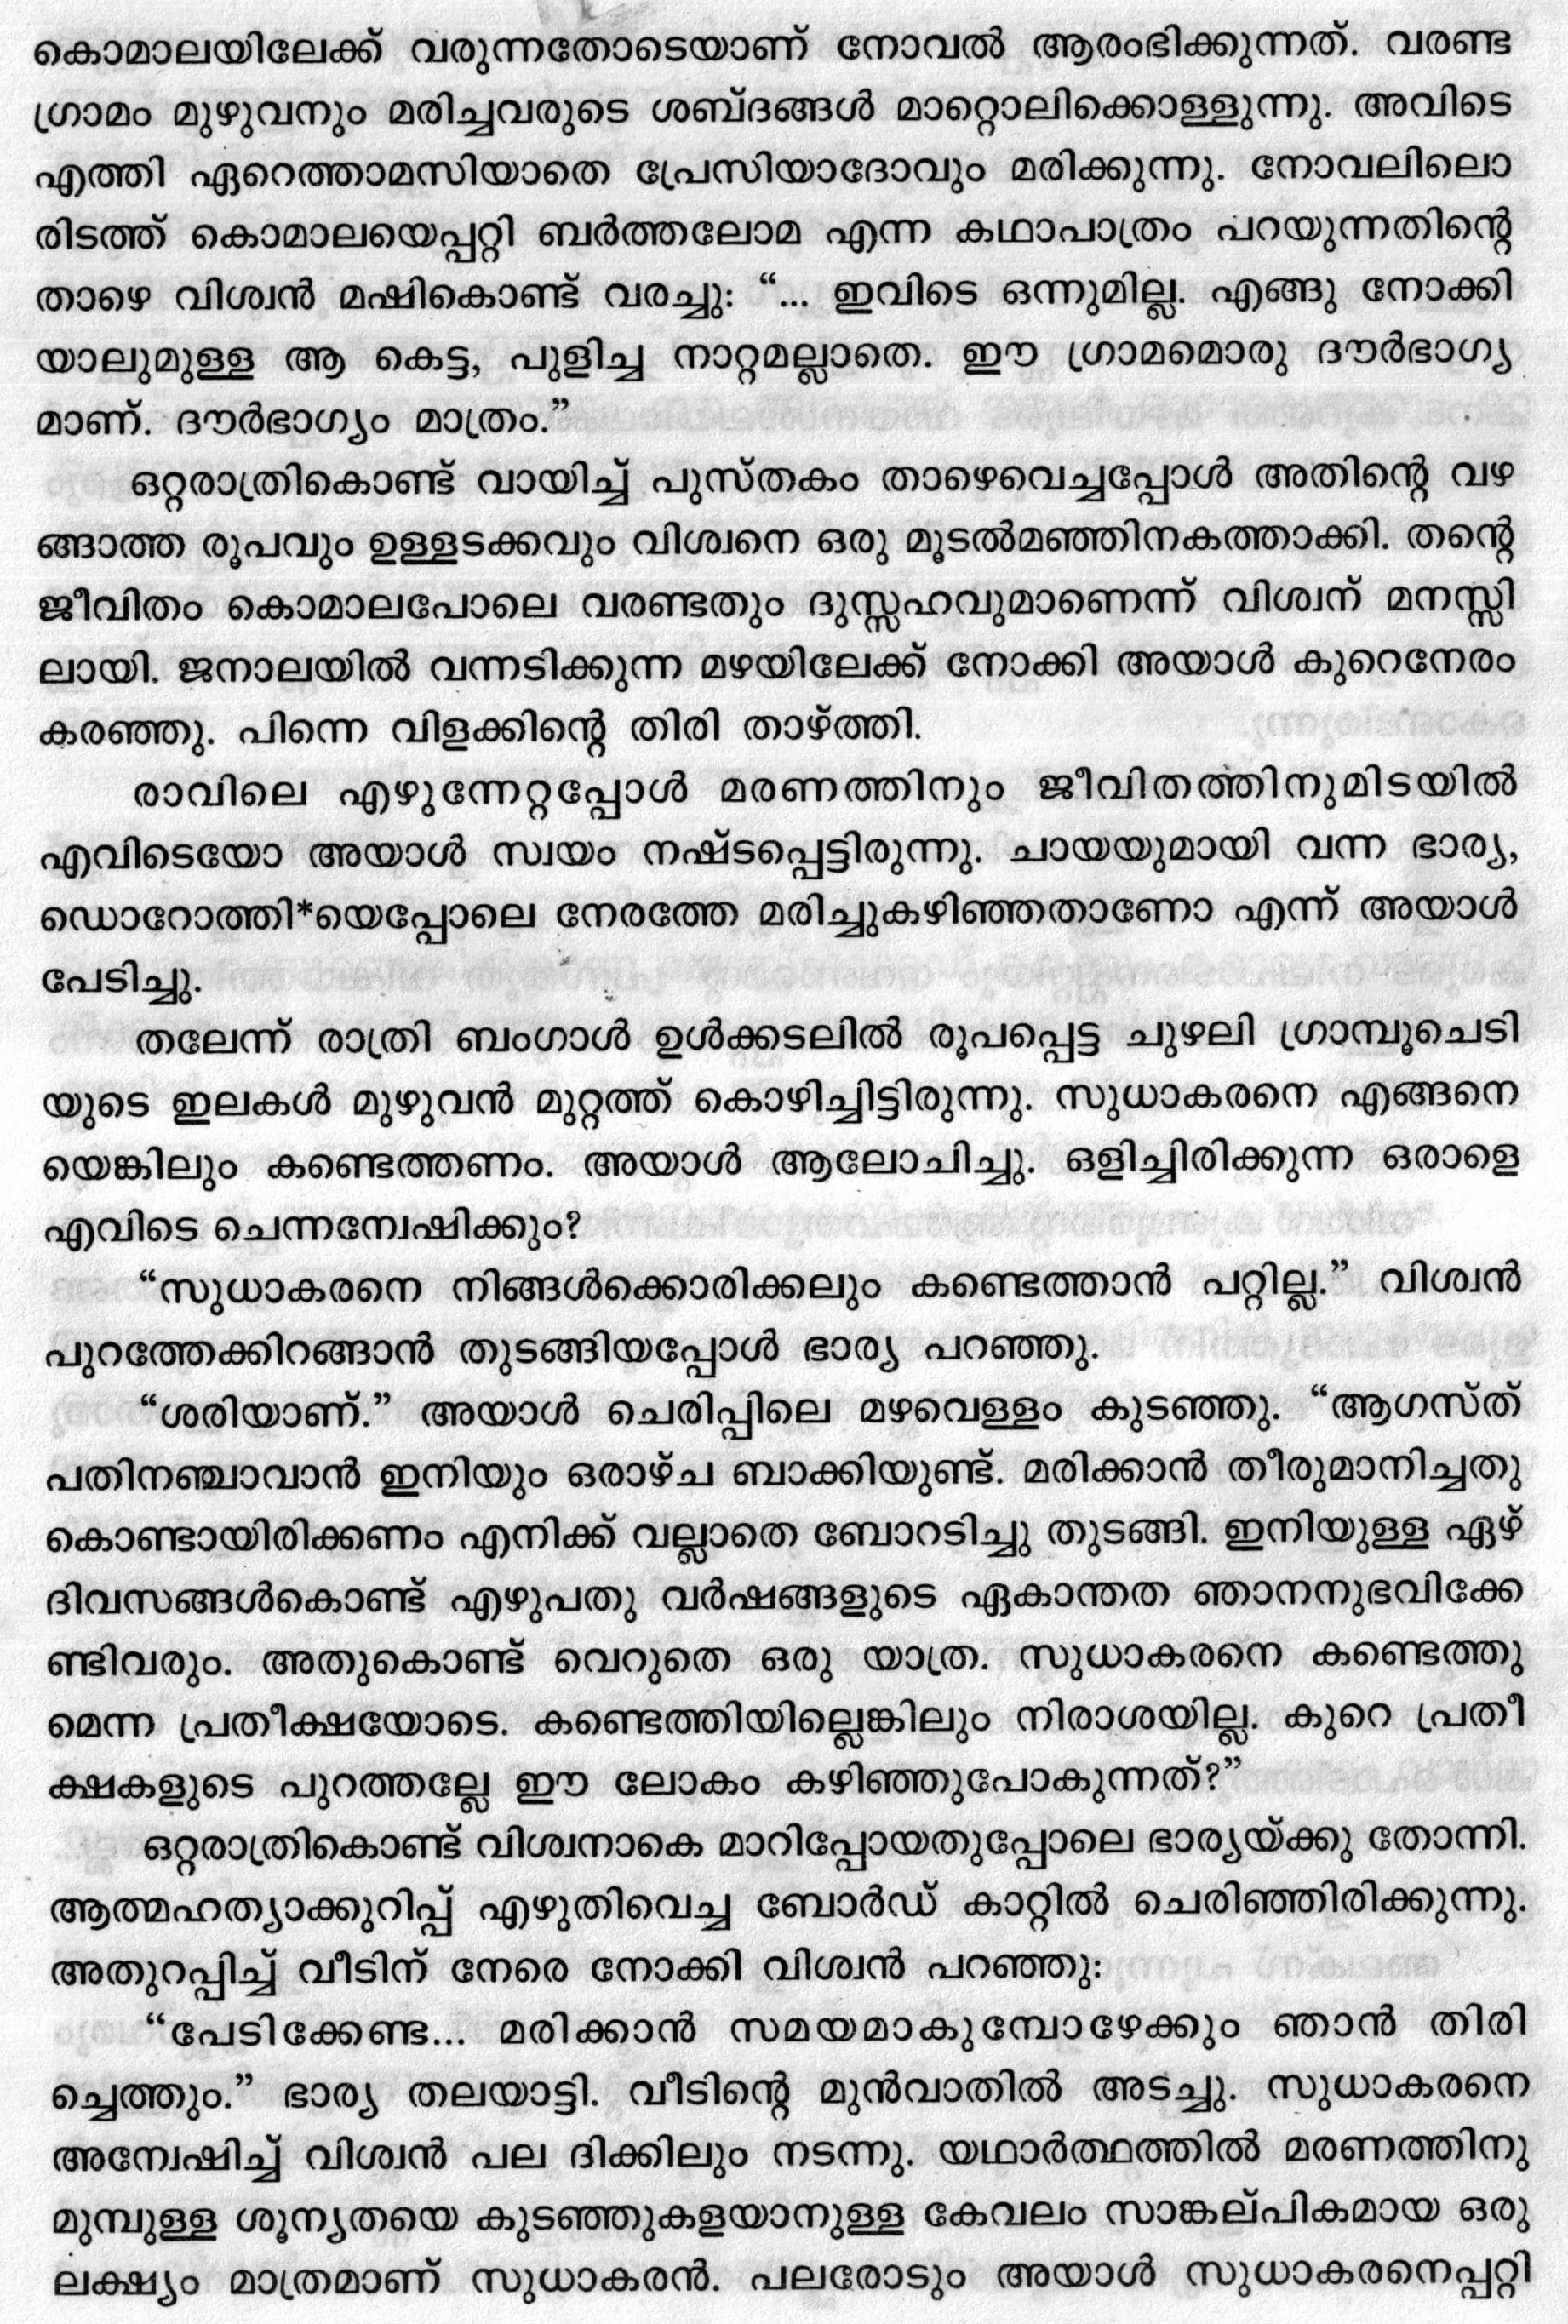 കൊമാലയിലേക്ക് വരുന്നതോടെയാണ് നോവൽ ആരംഭിക്കുന്നത്. വരണ്ട
ഗ്രാമം മുഴുവനും മരിച്ചവരുടെ ശബ്ദങ്ങൾ മാറ്റൊലിക്കൊള്ളുന്നു. അവിടെ
എത്തി ഏറെത്താമസിയാതെ പ്രേസിയാദോവും മരിക്കുന്നു. നോവലിലൊ
രിടത്ത് കൊമാലയെപ്പറ്റി ബർത്തലോമ എന്ന കഥാപാത്രം പറയുന്നതിന്റെ
താഴെ വിശ്വൻ മഷികൊണ്ട് വരച്ചു: “... ഇവിടെ ഒന്നുമില്ല. എങ്ങു നോക്കി
യാലുമുള്ള ആ കെട്ട, പുളിച്ച നാറ്റമല്ലാതെ. ഈ ഗ്രാമമൊരു ദൗർഭാഗ്യ
മാണ്. ദൗർഭാഗ്യം മാത്രം.”
ഒറ്റരാത്രികൊണ്ട് വായിച്ച് പുസ്തകം താഴെവെച്ചപ്പോൾ അതിന്റെ വഴ
ങ്ങാത്ത രൂപവും ഉള്ളടക്കവും വിശ്വനെ ഒരു മൂടൽമഞ്ഞിനകത്താക്കി. തന്റെ
ജീവിതം കൊമാലപോലെ വരണ്ടതും ദുസ്സഹവുമാണെന്ന് വിശ്വന് മനസ്സി
ലായി. ജനാലയിൽ വന്നടിക്കുന്ന മഴയിലേക്ക് നോക്കി അയാൾ കുറെനേരം
കരഞ്ഞു. പിന്നെ വിളക്കിന്റെ തിരി താഴ്ത്തി.
രാവിലെ എഴുന്നേറ്റപ്പോൾ മരണത്തിനും ജീവിതത്തിനുമിടയിൽ
എവിടെയോ അയാൾ സ്വയം നഷ്ടപ്പെട്ടിരുന്നു. ചായയുമായി വന്ന ഭാര്യ,
ഡൊറോത്തി*യെപ്പോലെ നേരത്തേ മരിച്ചുകഴിഞ്ഞതാണോ എന്ന് അയാൾ
പേടിച്ചു.
തലേന്ന് രാത്രി ബംഗാൾ ഉൾക്കടലിൽ രൂപപ്പെട്ട ചുഴലി ഗ്രാമ്പൂചെടി
യുടെ ഇലകൾ മുഴുവൻ മുറ്റത്ത് കൊഴിച്ചിട്ടിരുന്നു. സുധാകരനെ എങ്ങനെ
യെങ്കിലും കണ്ടെത്തണം. അയാൾ ആലോചിച്ചു. ഒളിച്ചിരിക്കുന്ന ഒരാളെ
എവിടെ ചെന്നന്വേഷിക്കും?
“സുധാകരനെ നിങ്ങൾക്കൊരിക്കലും കണ്ടെത്താൻ പറ്റില്ല.” വിശ്വൻ
പുറത്തേക്കിറങ്ങാൻ തുടങ്ങിയപ്പോൾ ഭാര്യ പറഞ്ഞു.
“ശരിയാണ്.” അയാൾ ചെരിപ്പിലെ മഴവെള്ളം കുടഞ്ഞു. “ആഗസ്ത്
പതിനഞ്ചാവാൻ ഇനിയും ഒരാഴ്ച ബാക്കിയുണ്ട്. മരിക്കാൻ തീരുമാനിച്ചതു
കൊണ്ടായിരിക്കണം എനിക്ക് വല്ലാതെ ബോറടിച്ചു തുടങ്ങി. ഇനിയുള്ള ഏഴ്
ദിവസങ്ങൾകൊണ്ട് എഴുപതു വർഷങ്ങളുടെ ഏകാന്തത ഞാനനുഭവിക്കേ
ണ്ടിവരും. അതുകൊണ്ട് വെറുതെ ഒരു യാത്ര. സുധാകരനെ കണ്ടെത്തു
മെന്ന പ്രതീക്ഷയോടെ. കണ്ടെത്തിയില്ലെങ്കിലും നിരാശയില്ല. കുറെ പ്രതീ
ക്ഷകളുടെ പുറത്തല്ലേ ഈ ലോകം കഴിഞ്ഞുപോകുന്നത്?”
ഒറ്റരാത്രികൊണ്ട് വിശ്വനാകെ മാറിപ്പോയതുപ്പോലെ ഭാര്യയ്ക്കു തോന്നി.
ആത്മഹത്യാക്കുറിപ്പ് എഴുതിവെച്ച ബോർഡ് കാറ്റിൽ ചെരിഞ്ഞിരിക്കുന്നു.
അതുറപ്പിച്ച് വീടിന് നേരെ നോക്കി വിശ്വൻ പറഞ്ഞു:
“പേടിക്കേണ്ട... മരിക്കാൻ സമയമാകുമ്പോഴേക്കും ഞാൻ തിരി
ച്ചെത്തും.” ഭാര്യ തലയാട്ടി. വീടിന്റെ മുൻവാതിൽ അടച്ചു. സുധാകരനെ
അന്വേഷിച്ച് വിശ്വൻ പല ദിക്കിലും നടന്നു. യഥാർത്ഥത്തിൽ മരണത്തിനു
മുമ്പുള്ള ശൂന്യതയെ കുടഞ്ഞുകളയാനുള്ള കേവലം സാങ്കല്പികമായ ഒരു
ലക്ഷ്യം മാത്രമാണ് സുധാകരൻ. പലരോടും അയാൾ സുധാകരനെപ്പറ്റി